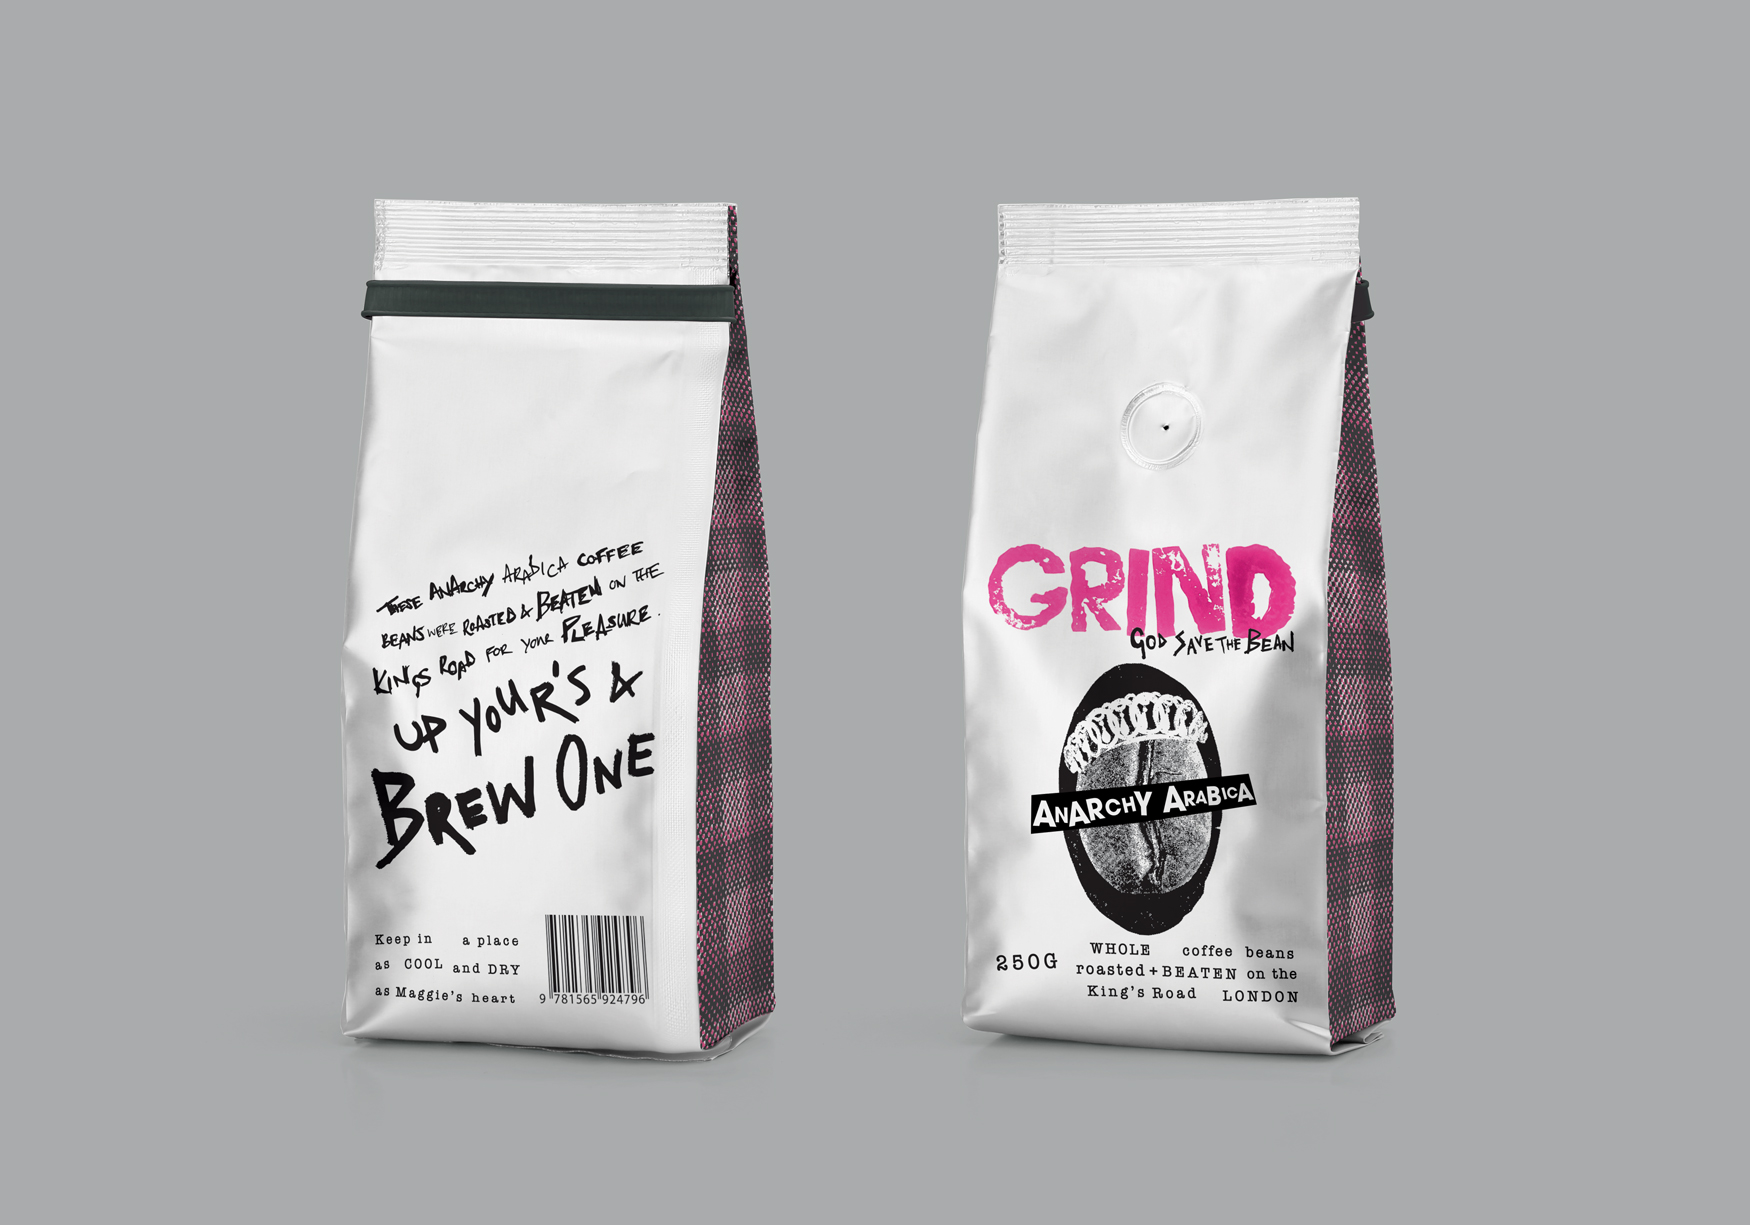 THESE ANARCHY ARABICA COFFEE
BEANS WERE ROASTED & BEATEN ON THE
KINGS ROAD FOR YOUR PLEASURE.
UP YOUR'S &
BREW ONE
Keep in a place
as COOL and DRY
as Maggie's heart
9 781565 924796
GRIND
GOD SAVE THE BEAN
ANARCHY ARABICA
250G
WHOLE coffee beans
roasted + BEATEN on the
King's Road LONDON